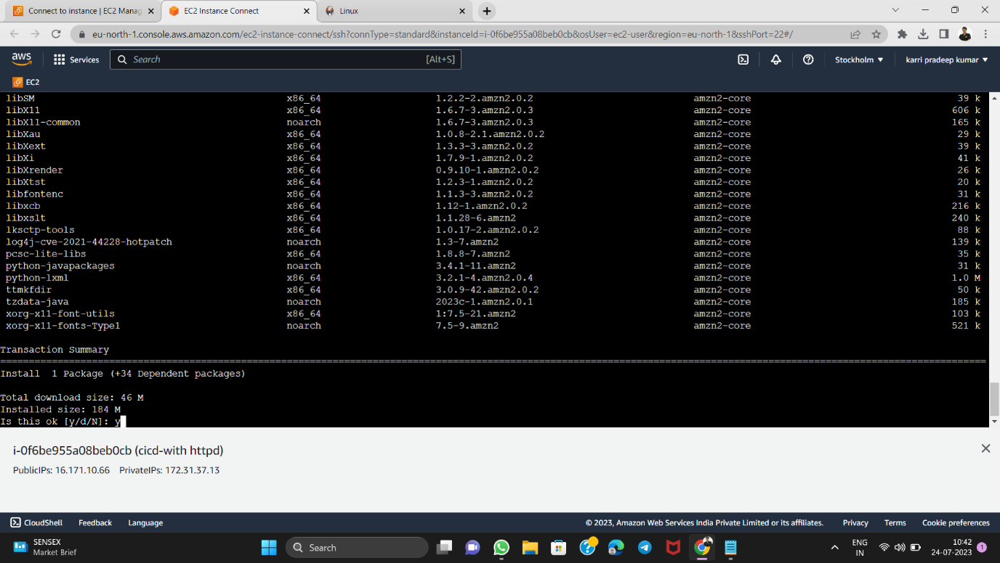 Connect to instance | EC2 Manag
EC2 Instance Connect
Linux
eu-north-1.console.aws.amazon.com/ec2-instance-connect/ssh?connType=standard&instanceId=i-0f6be955a08beb0cb&osUser=ec2-user&region=eu-north-1&sshPort=22#/
aws Services Search [Alt+S] Stockholm karri pradeep kumar
EC2
libSM x86_64 1.2.2-2.amzn2.0.2 amzn2-core 39 k
libX11 x86_64 1.6.7-3.amzn2.0.3 amzn2-core 606 k
libX11-common noarch 1.6.7-3.amzn2.0.3 amzn2-core 165 k
libXau x86_64 1.0.8-2.1.amzn2.0.2 amzn2-core 29 k
libXext x86_64 1.3.3-3.amzn2.0.2 amzn2-core 39 k
libXi x86_64 1.7.9-1.amzn2.0.2 amzn2-core 41 k
libXrender x86_64 0.9.10-1.amzn2.0.2 amzn2-core 26 k
libXtst x86_64 1.2.3-1.amzn2.0.2 amzn2-core 20 k
libfontenc x86_64 1.1.3-3.amzn2.0.2 amzn2-core 31 k
libxcb x86_64 1.12-1.amzn2.0.2 amzn2-core 216 k
libxslt x86_64 1.1.28-6.amzn2 amzn2-core 240 k
lksctp-tools x86_64 1.0.17-2.amzn2.0.2 amzn2-core 88 k
log4j-cve-2021-44228-hotpatch noarch 1.3-7.amzn2 amzn2-core 139 k
pcsc-lite-libs x86_64 1.8.8-7.amzn2 amzn2-core 35 k
python-javapackages noarch 3.4.1-11.amzn2 amzn2-core 31 k
python-lxml x86_64 3.2.1-4.amzn2.0.4 amzn2-core 1.0 M
ttmkfdir x86_64 3.0.9-42.amzn2.0.2 amzn2-core 50 k
tzdata-java noarch 2023c-1.amzn2.0.1 amzn2-core 185 k
xorg-x11-font-utils x86_64 1:7.5-21.amzn2 amzn2-core 103 k
xorg-x11-fonts-Type1 noarch 7.5-9.amzn2 amzn2-core 521 k
Transaction Summary
Install 1 Package (+34 Dependent packages)
Total download size: 46 M
Installed size: 184 M
Is this ok [y/d/N]: y
i-0f6be955a08beb0cb (cicd-with httpd)
PublicIPs: 16.171.10.66 PrivateIPs: 172.31.37.13
CloudShell Feedback Language © 2023, Amazon Web Services India Private Limited or its affiliates. Privacy Terms Cookie preferences
SENSEX
Market Brief
Search
ENG
IN
10:42
24-07-2023
1